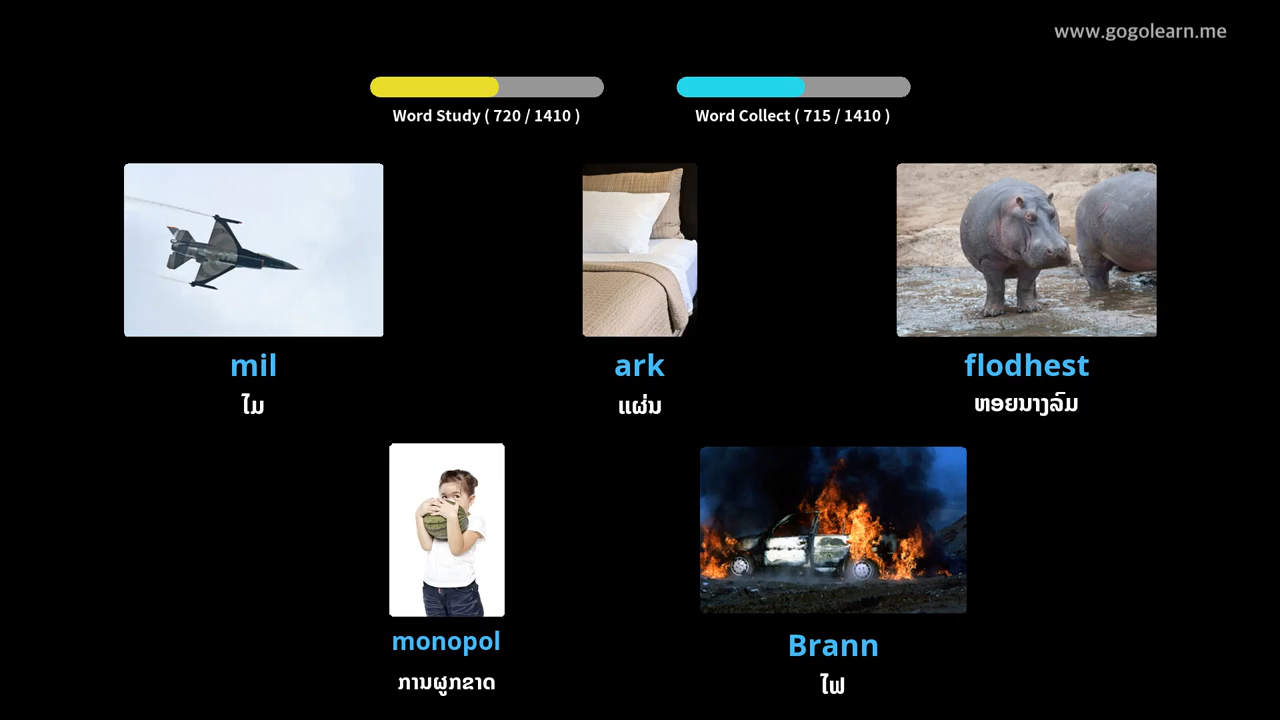 www.gogolearn.me
Word Study ( 720 / 1410 )
Word Collect ( 715 / 1410 )
mil
ໄມ
ark
ແຜ່ນ
flodhest
ຫອຍນາງລົມ
monopol
ການຜູກຂາດ
Brann
ໄຟ